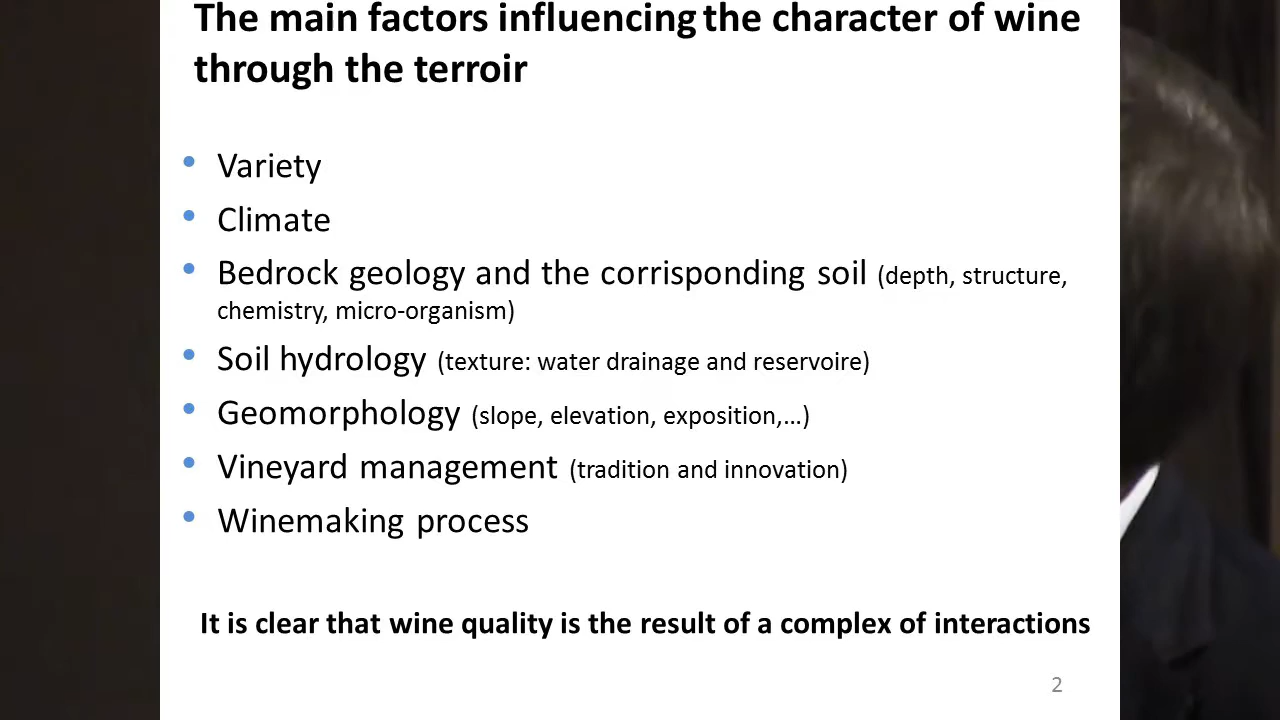 The main factors influencing the character of wine
through the terroir
• Variety
• Climate
• Bedrock geology and the corrisponding soil (depth, structure,
chemistry, micro-organism)
• Soil hydrology (texture: water drainage and reservoire)
• Geomorphology (slope, elevation, exposition,…)
• Vineyard management (tradition and innovation)
• Winemaking process
It is clear that wine quality is the result of a complex of interactions
2